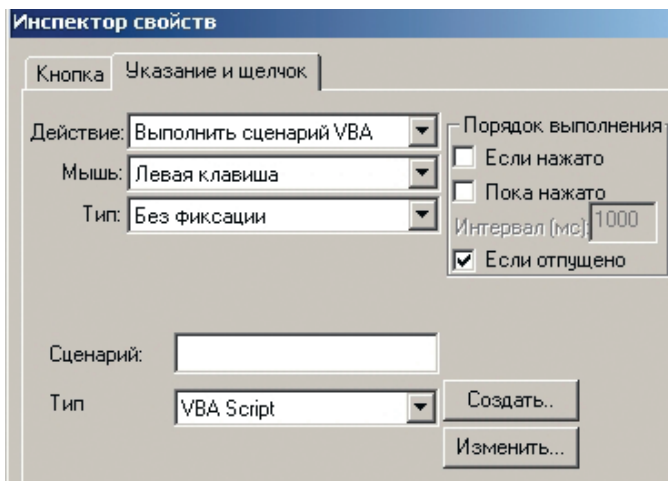 Инспектор свойств
Кнопка Указание и щелчок
Действие: Выполнить сценарий VBA
Мышь: Левая клавиша
Тип: Без фиксации
Порядок выполнения
Если нажато
Пока нажато
Интервал (мс): 1000
Если отпущено
Сценарий:
Тип VBA Script
Создать..
Изменить...